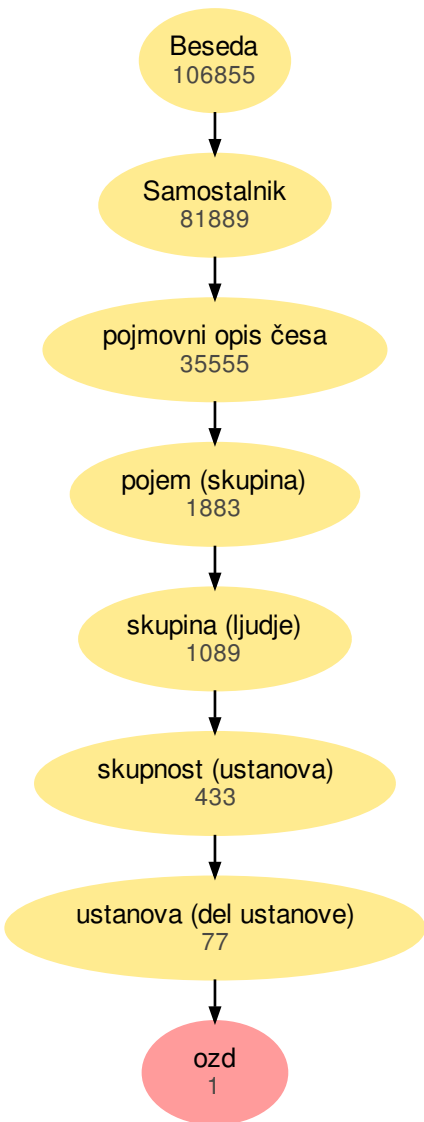 Beseda
106855
Samostalnik
81889
pojmovni opis česa
35555
pojem (skupina)
1883
skupina (ljudje)
1089
skupnost (ustanova)
433
ustanova (del ustanove)
77
ozd
1